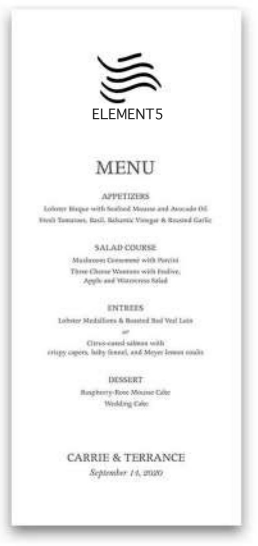 ELEMENT5
MENU
APPETIZERS
Lobster Bisque with Seafood Mousse and Avocado Oil
Fresh Tomatoes, Basil, Balsamic Vinegar & Roasted Garlic
SALAD COURSE
Mushroom Consommé with Porcini
Three Cheese Wontons with Endive,
Apple and Watercress Salad
ENTREES
Lobster Medallions & Roasted Veal Loin
or
Citrus-cured salmon with
crispy capers, baby fennel, and Meyer lemon
DESSERT
Raspberry-Rose Mousse Cake
Wedding Cake
CARRIE & TERRANCE
September 14, 2020